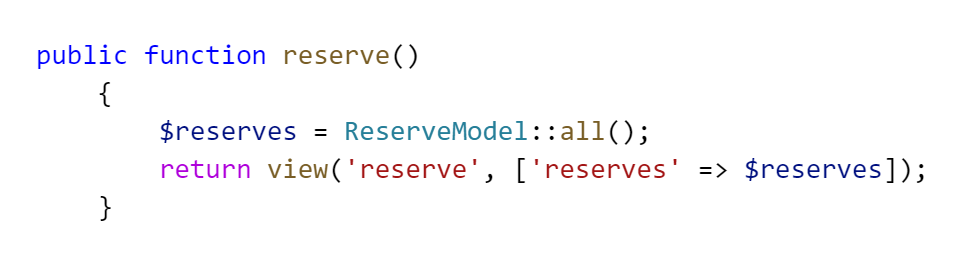 public function reserve()
{
$reserves = ReserveModel::all();
return view('reserve', ['reserves' => $reserves]);
}